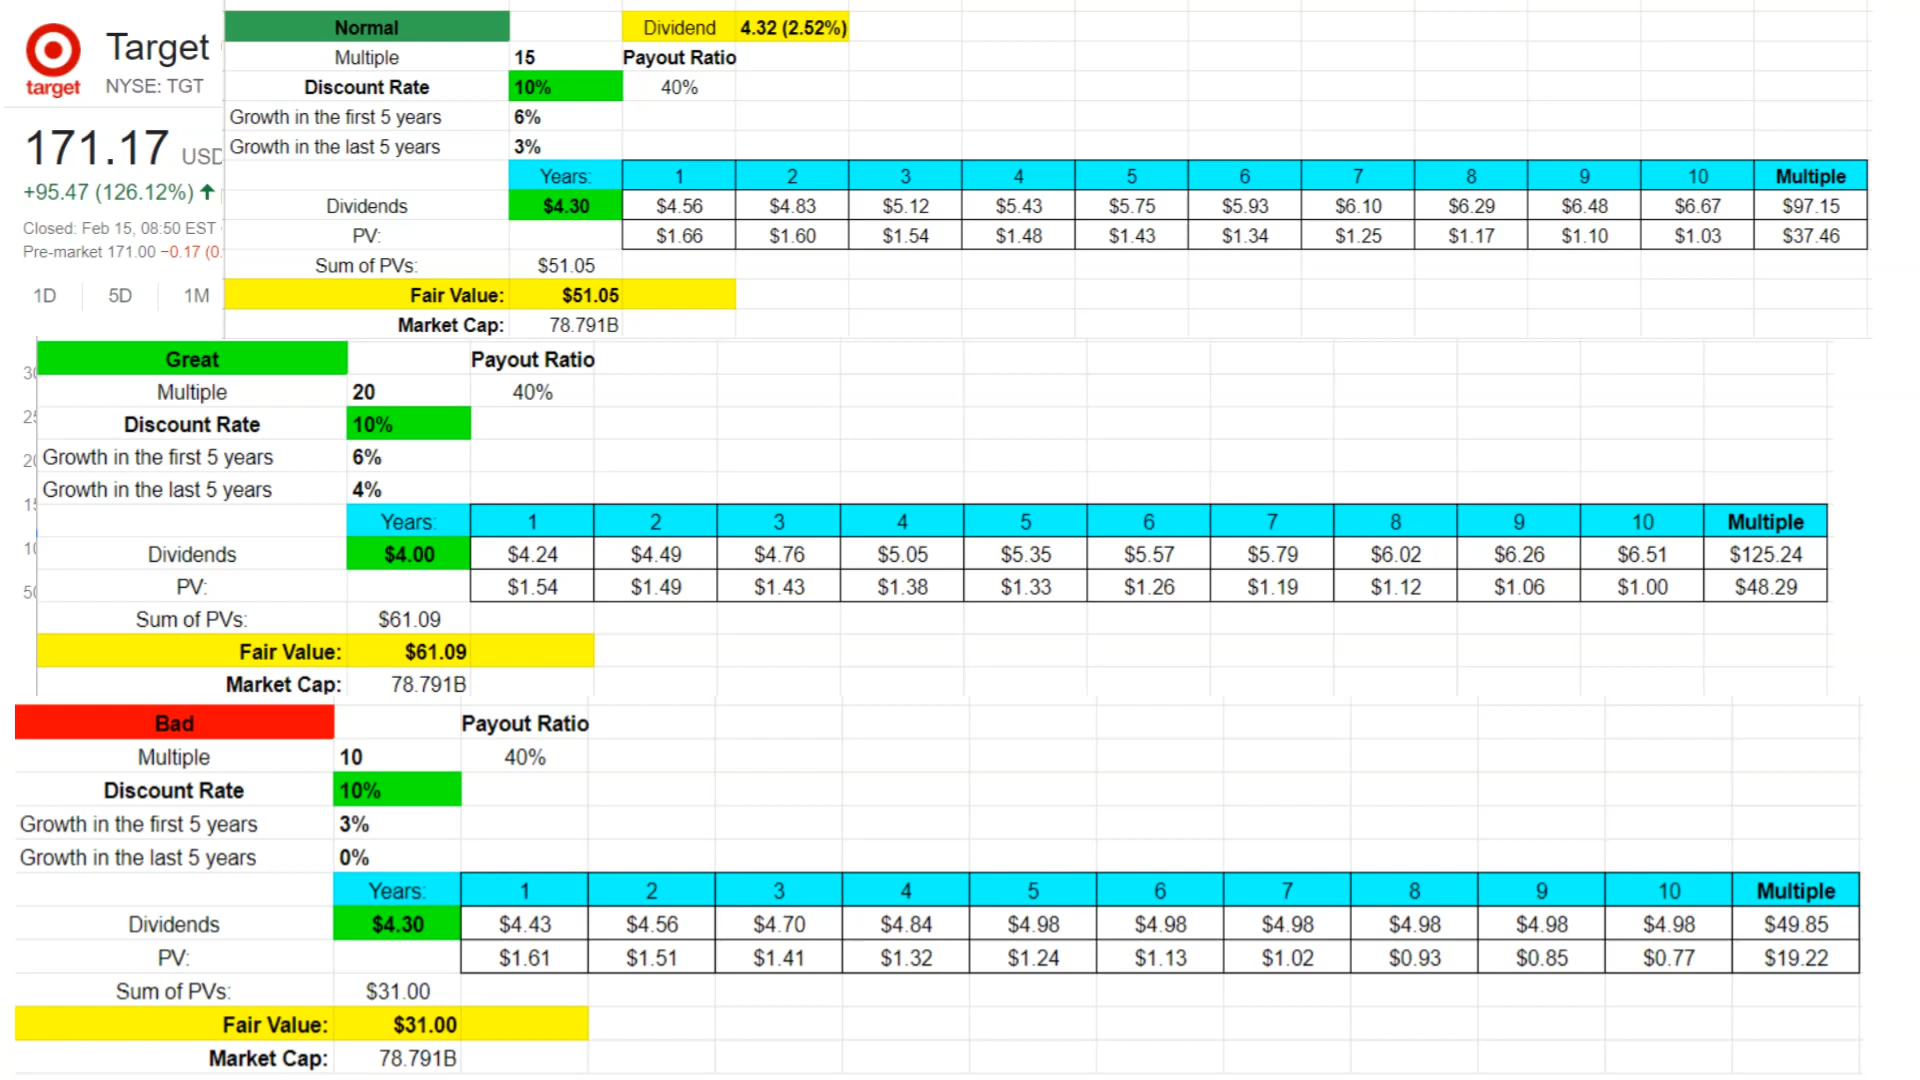 target
Target
NYSE: TGT
171.17 USD
+95.47 (126.12%) ↑
Closed: Feb 15, 08:50 EST
Pre-market 171.00 −0.17 (0.
1D 5D 1M
Normal Dividend 4.32 (2.52%)
Multiple 15 Payout Ratio
Discount Rate 10% 40%
Growth in the first 5 years 6%
Growth in the last 5 years 3%
Years: 1 2 3 4 5 6 7 8 9 10 Multiple
Dividends $4.30 $4.56 $4.83 $5.12 $5.43 $5.75 $5.93 $6.10 $6.29 $6.48 $6.67 $97.15
PV: $1.66 $1.60 $1.54 $1.48 $1.43 $1.34 $1.25 $1.17 $1.10 $1.03 $37.46
Sum of PVs: $51.05
Fair Value: $51.05
Market Cap: 78.791B
Great Payout Ratio
Multiple 20 40%
Discount Rate 10%
Growth in the first 5 years 6%
Growth in the last 5 years 4%
Years: 1 2 3 4 5 6 7 8 9 10 Multiple
Dividends $4.00 $4.24 $4.49 $4.76 $5.05 $5.35 $5.57 $5.79 $6.02 $6.26 $6.51 $125.24
PV: $1.54 $1.49 $1.43 $1.38 $1.33 $1.26 $1.19 $1.12 $1.06 $1.00 $48.29
Sum of PVs: $61.09
Fair Value: $61.09
Market Cap: 78.791B
Bad Payout Ratio
Multiple 10 40%
Discount Rate 10%
Growth in the first 5 years 3%
Growth in the last 5 years 0%
Years: 1 2 3 4 5 6 7 8 9 10 Multiple
Dividends $4.30 $4.43 $4.56 $4.70 $4.84 $4.98 $4.98 $4.98 $4.98 $4.98 $4.98 $49.85
PV: $1.61 $1.51 $1.41 $1.32 $1.24 $1.13 $1.02 $0.93 $0.85 $0.77 $19.22
Sum of PVs: $31.00
Fair Value: $31.00
Market Cap: 78.791B